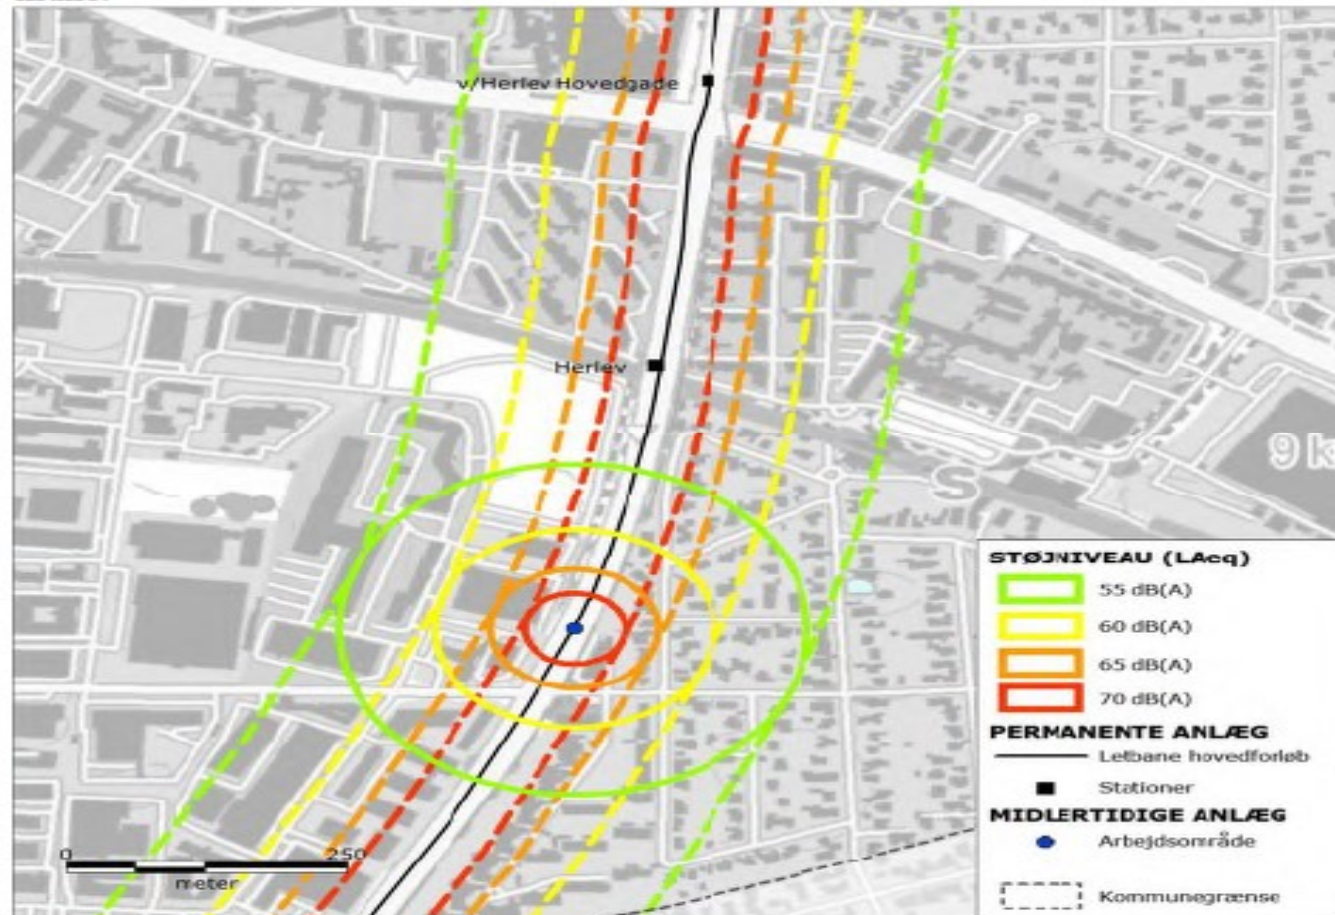 v/Herlev Hovedgade
Herlev
S
9 k
STØJNIVEAU (LAeq)
55 dB(A)
60 dB(A)
65 dB(A)
70 dB(A)
PERMANENTE ANLÆG
Letbane hovedforløb
Stationer
MIDLERTIDIGE ANLÆG
Arbejdsområde
Kommunegrænse
0 250
meter